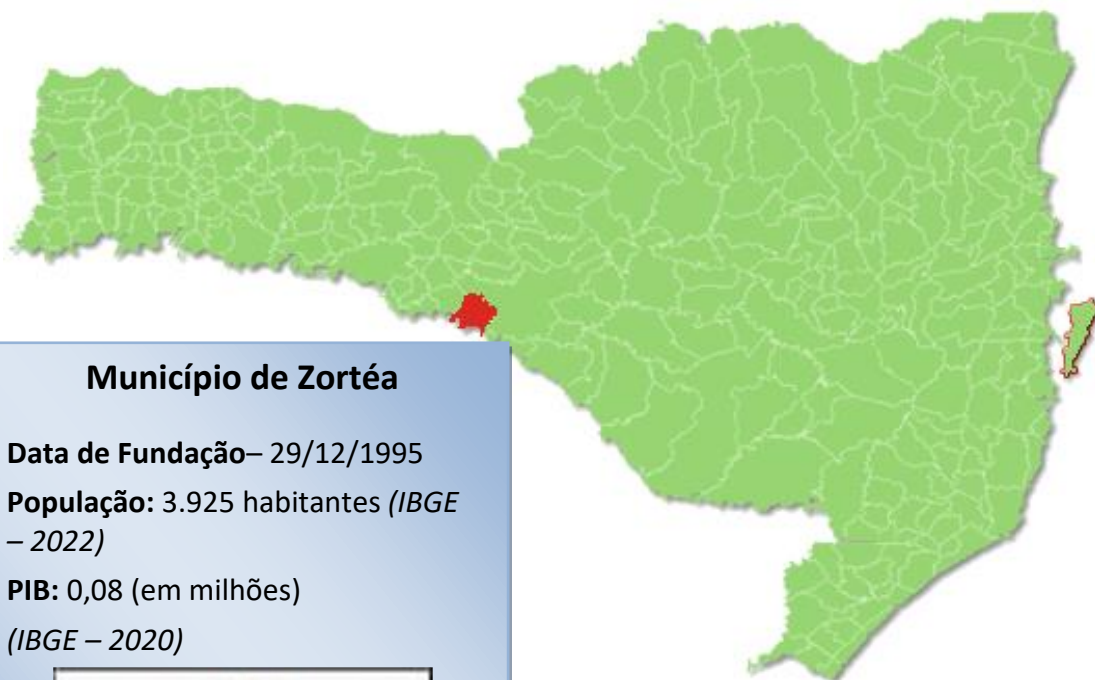 Município de Zortéa
Data de Fundação– 29/12/1995
População: 3.925 habitantes (IBGE
– 2022)
PIB: 0,08 (em milhões)
(IBGE – 2020)